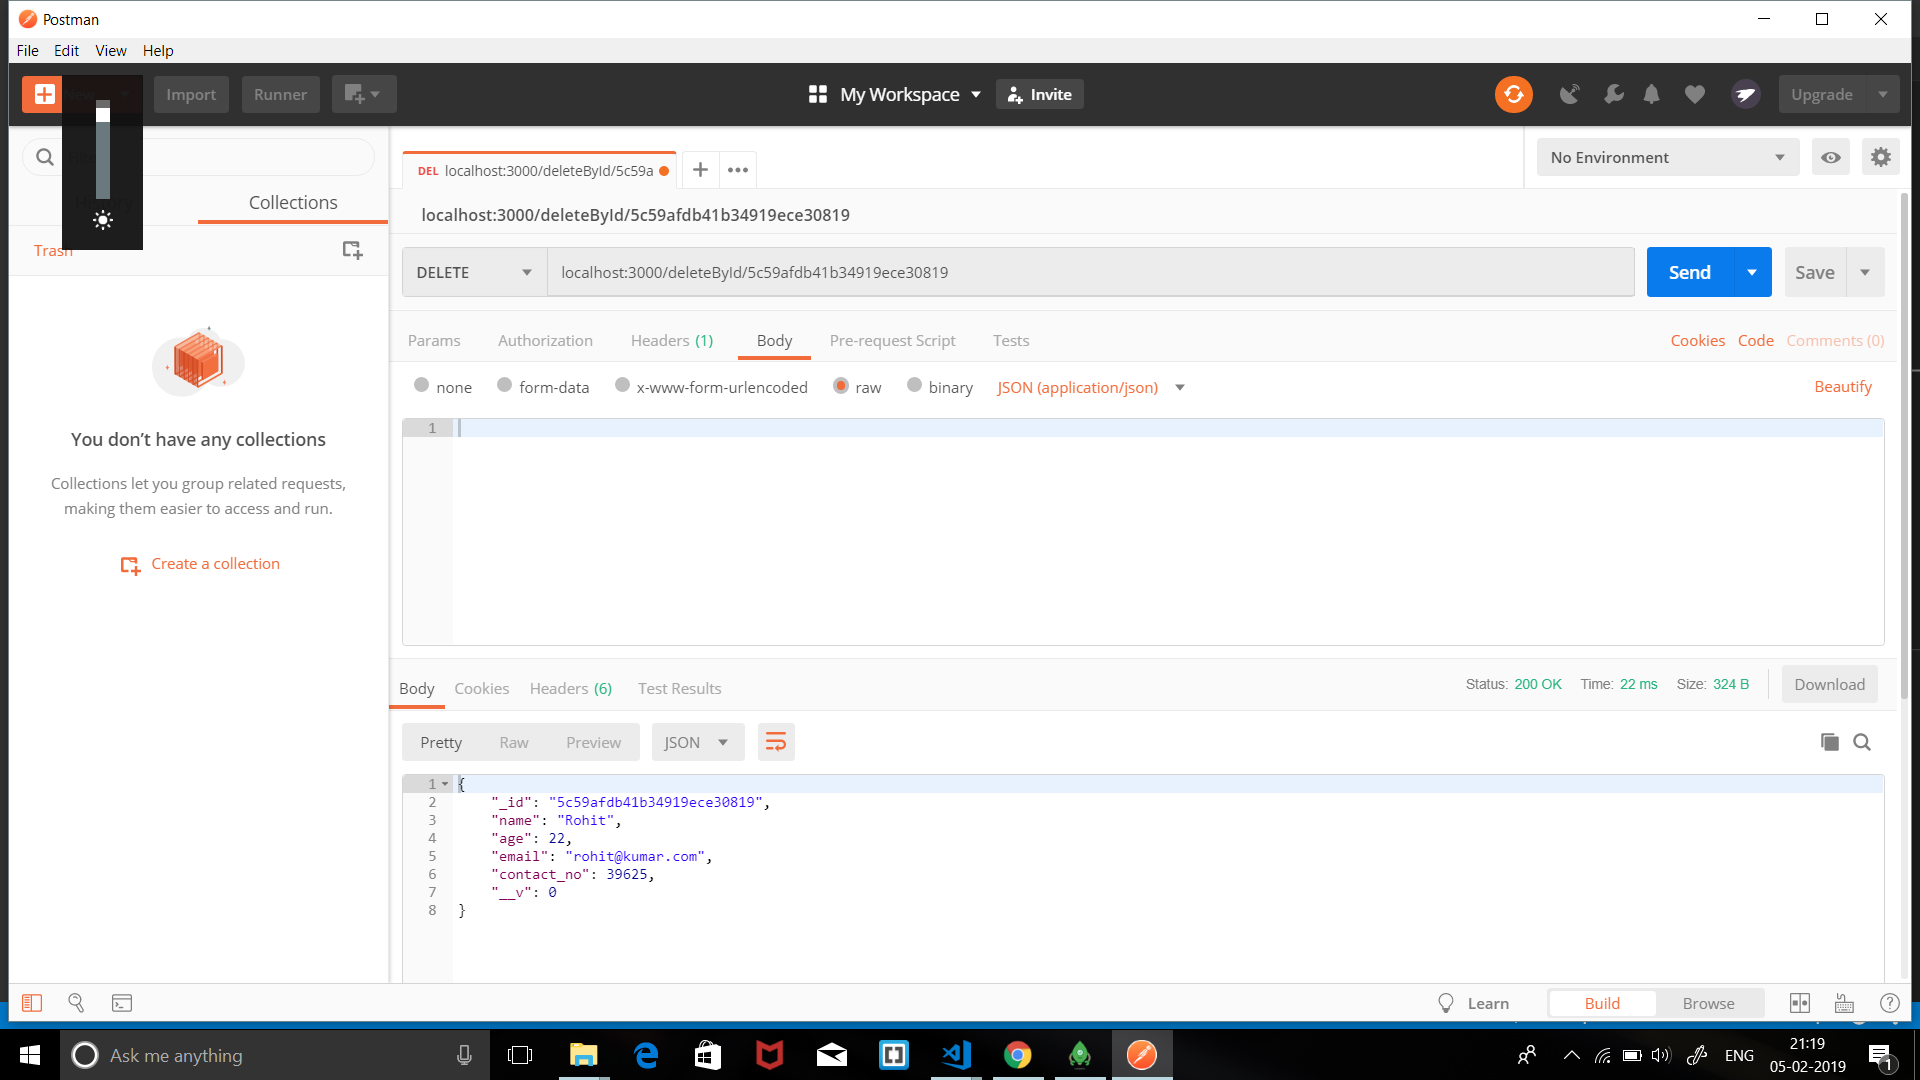 Postman
File Edit View Help
Import Runner My Workspace Invite Upgrade
DEL localhost:3000/deleteById/5c59a No Environment
Collections
localhost:3000/deleteById/5c59afdb41b34919ece30819
Trash
DELETE localhost:3000/deleteById/5c59afdb41b34919ece30819 Send Save
Params Authorization Headers (1) Body Pre-request Script Tests Cookies Code Comments (0)
none form-data x-www-form-urlencoded raw binary JSON (application/json) Beautify
1
You don't have any collections
Collections let you group related requests,
making them easier to access and run.
Create a collection
Body Cookies Headers (6) Test Results Status: 200 OK Time: 22 ms Size: 324 B Download
Pretty Raw Preview JSON
1 {
2 "_id": "5c59afdb41b34919ece30819",
3 "name": "Rohit",
4 "age": 22,
5 "email": "rohit@kumar.com",
6 "contact_no": 39625,
7 "__v": 0
8 }
Learn Build Browse
Ask me anything ENG 21:19
05-02-2019 1